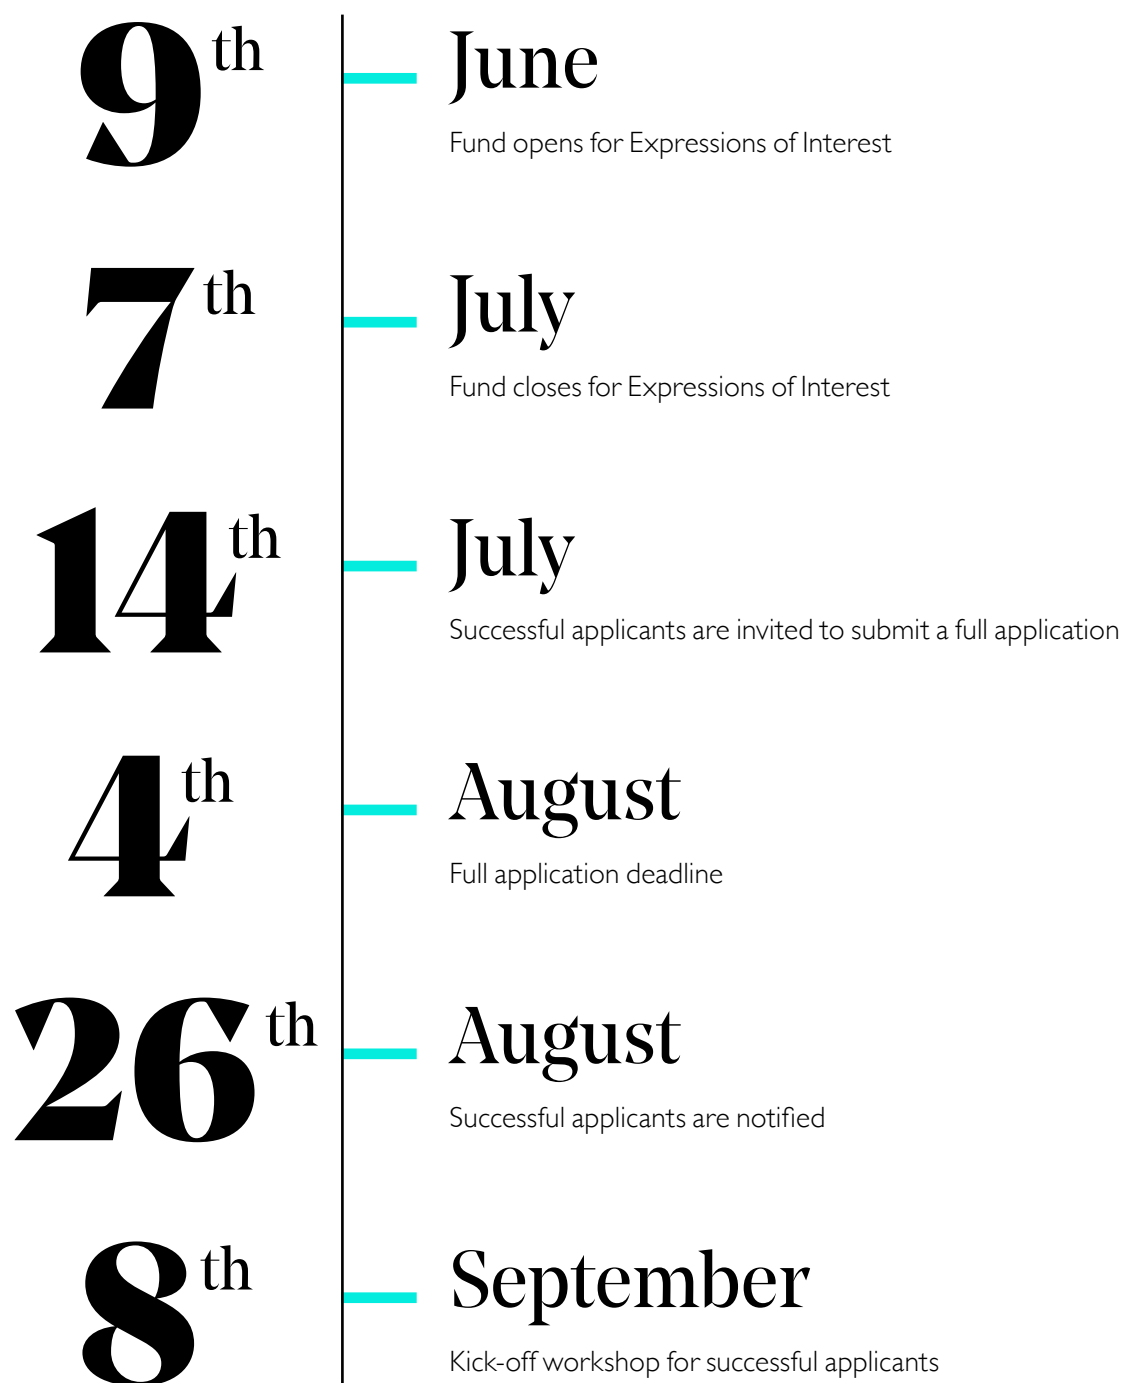 9th June
Fund opens for Expressions of Interest
7th July
Fund closes for Expressions of Interest
14th July
Successful applicants are invited to submit a full application
4th August
Full application deadline
26th August
Successful applicants are notified
8th September
Kick-off workshop for successful applicants